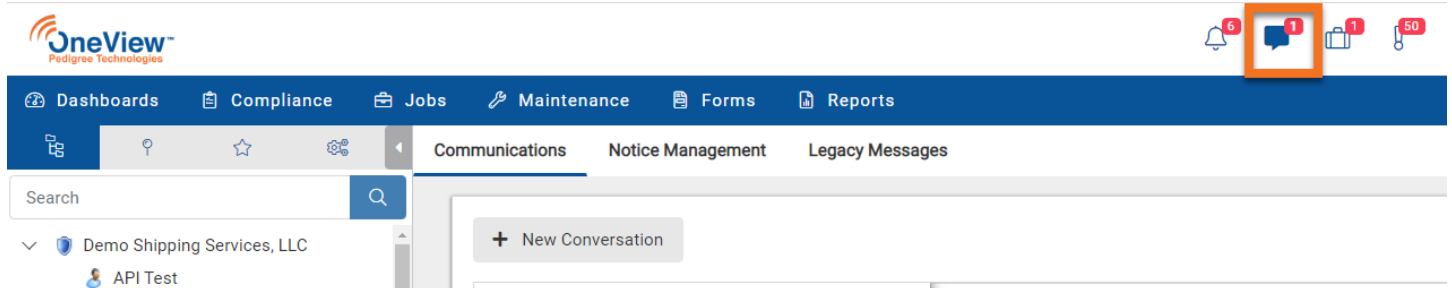 6 1 1 50
OneView™
Pedigree Technologies
Dashboards Compliance Jobs Maintenance Forms Reports
Communications Notice Management Legacy Messages
Search
+ New Conversation
Demo Shipping Services, LLC
API Test